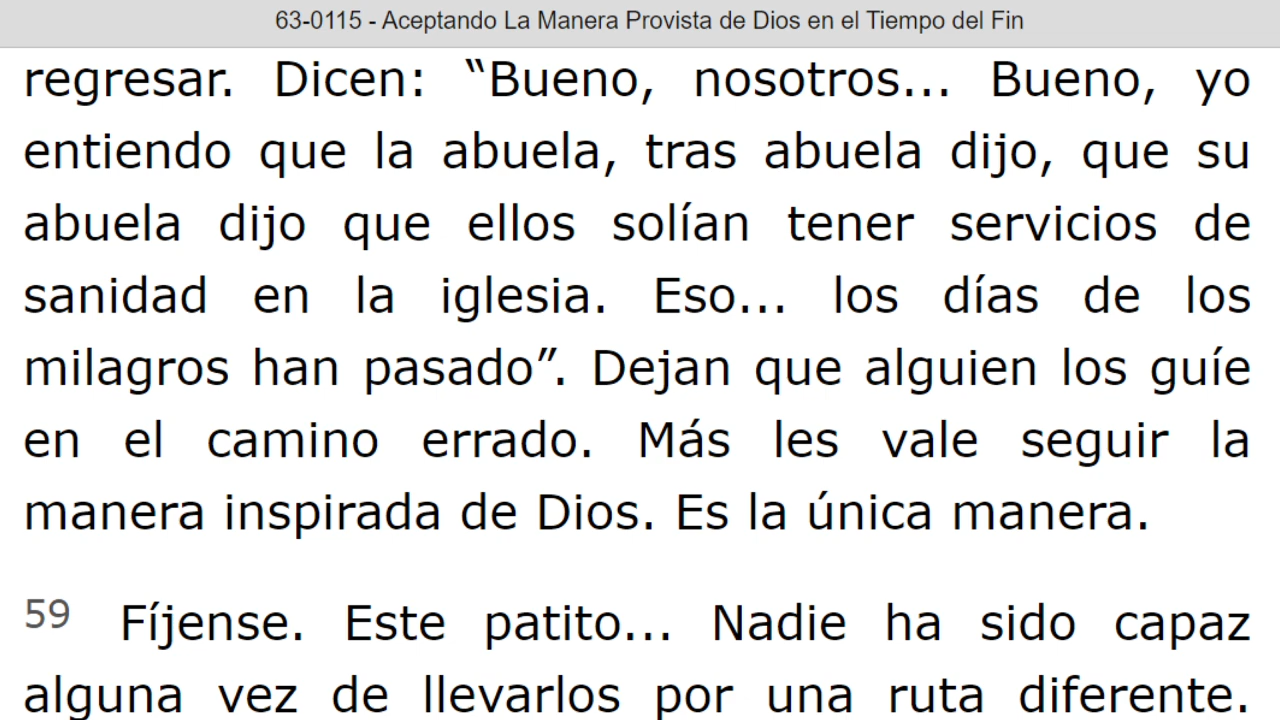 63-0115 - Aceptando La Manera Provista de Dios en el Tiempo del Fin
regresar. Dicen: “Bueno, nosotros... Bueno, yo
entiendo que la abuela, tras abuela dijo, que su
abuela dijo que ellos solían tener servicios de
sanidad en la iglesia. Eso... los días de los
milagros han pasado”. Dejan que alguien los guíe
en el camino errado. Más les vale seguir la
manera inspirada de Dios. Es la única manera.
59 Fíjense. Este patito... Nadie ha sido capaz
alguna vez de llevarlos por una ruta diferente.